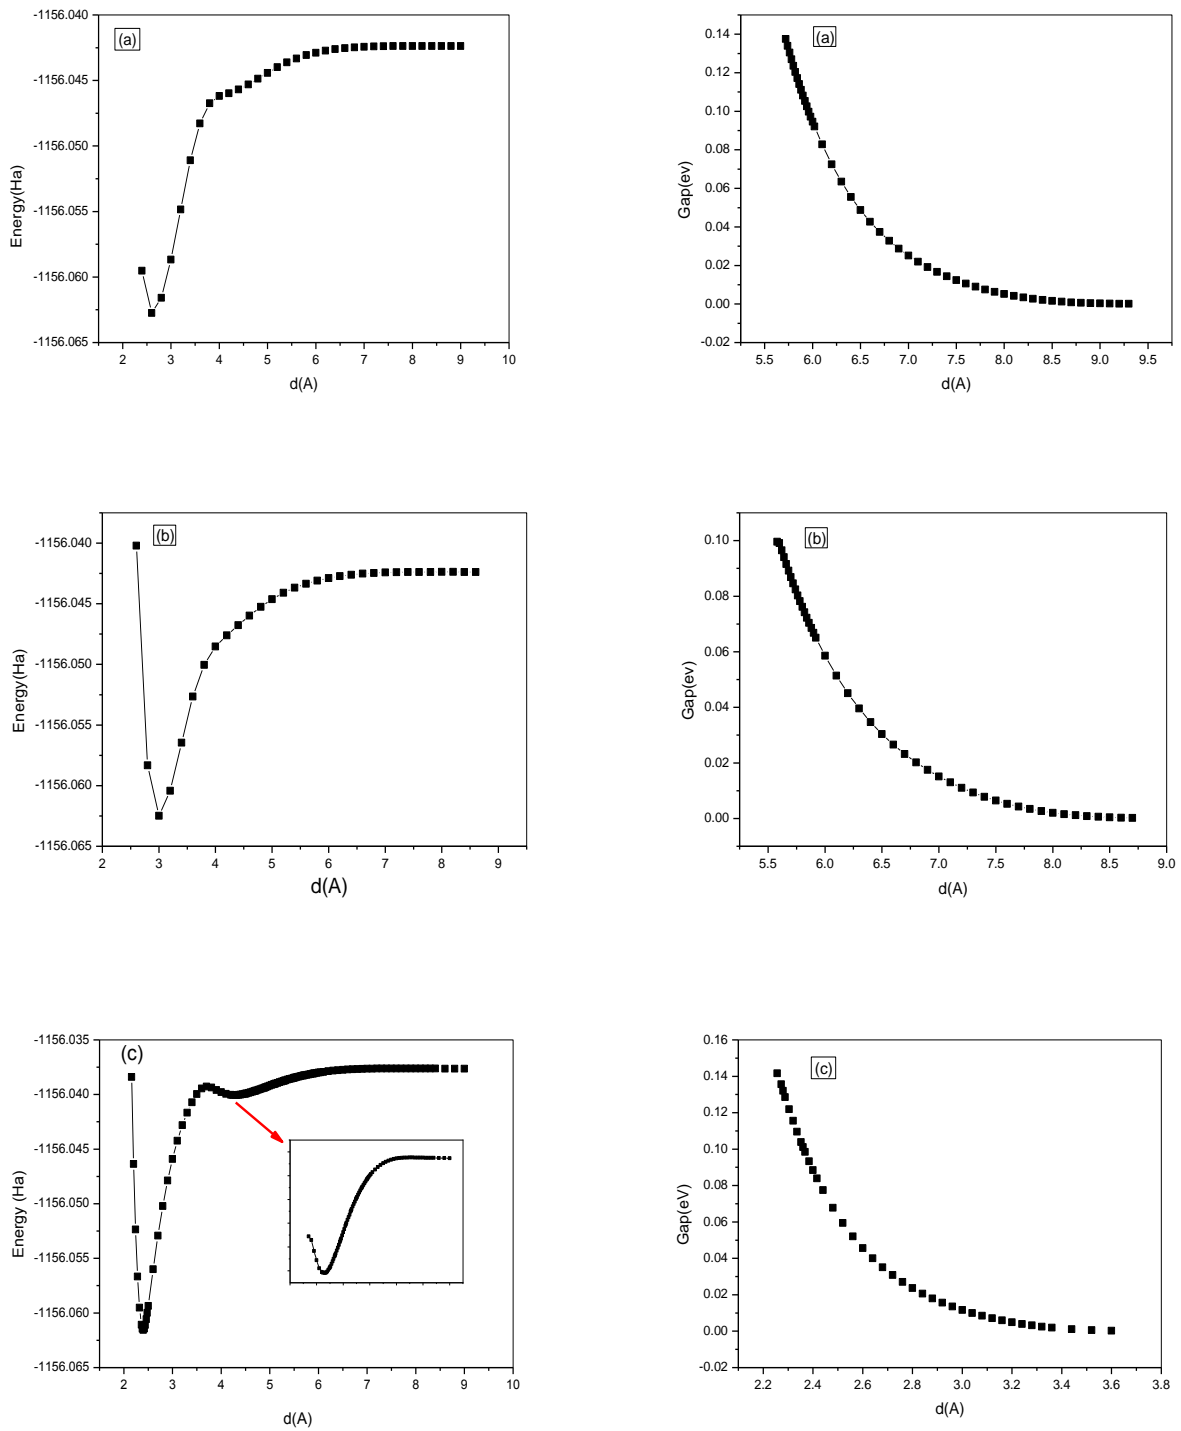 -1156.040
-1156.045
-1156.050
-1156.055
-1156.060
-1156.065
Energy(Ha)
(a)
2 3 4 5 6 7 8 9 10
d(A)
0.14
0.12
0.10
0.08
0.06
0.04
0.02
0.00
-0.02
Gap(ev)
(a)
5.5 6.0 6.5 7.0 7.5 8.0 8.5 9.0 9.5
d(A)
-1156.040
-1156.045
-1156.050
-1156.055
-1156.060
-1156.065
Energy(Ha)
(b)
2 3 4 5 6 7 8 9
d(A)
0.10
0.08
0.06
0.04
0.02
0.00
Gap(ev)
(b)
5.5 6.0 6.5 7.0 7.5 8.0 8.5 9.0
d(A)
-1156.035
-1156.040
-1156.045
-1156.050
-1156.055
-1156.060
-1156.065
Energy (Ha)
(c)
2 3 4 5 6 7 8 9 10
d(A)
0.16
0.14
0.12
0.10
0.08
0.06
0.04
0.02
0.00
-0.02
Gap(eV)
(c)
2.2 2.4 2.6 2.8 3.0 3.2 3.4 3.6 3.8
d(A)